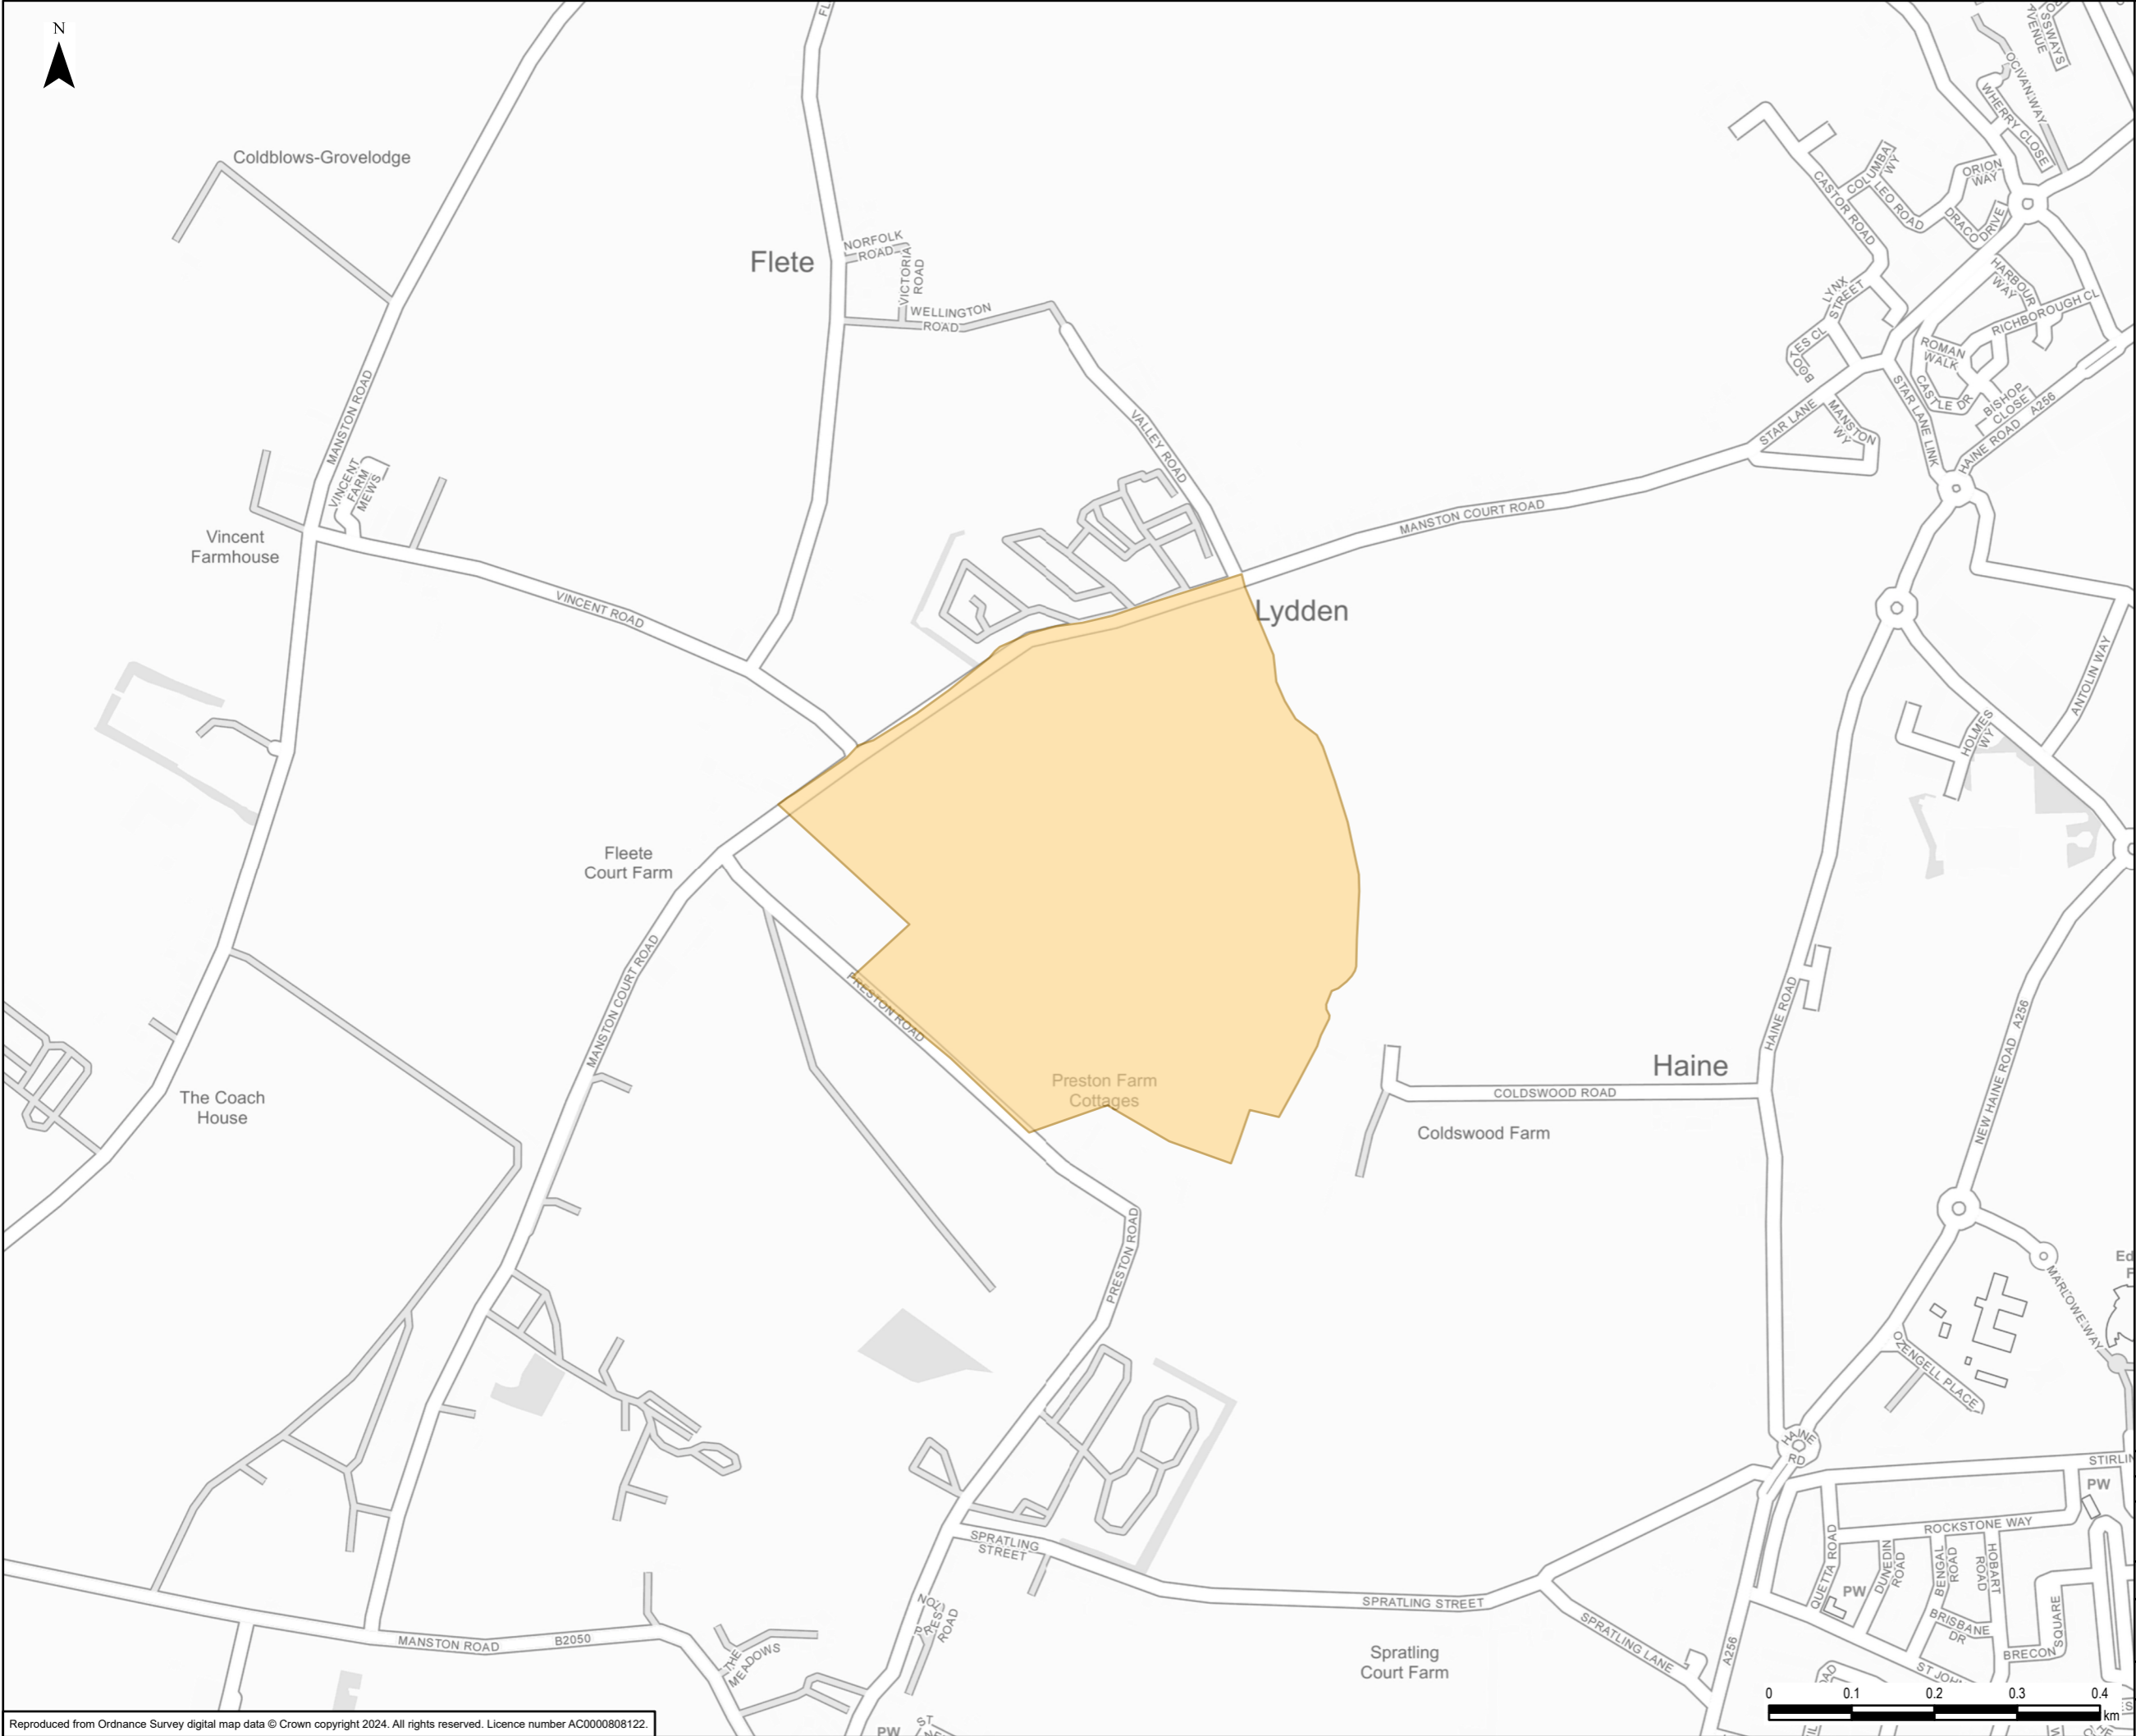 N
Coldblows-Grovelodge
Flete
NORFOLK
ROAD
VICTORIA
ROAD
WELLINGTON
ROAD
VALLEY ROAD
MANSTON ROAD
VINCENT
FARM
MEWS
Vincent
Farmhouse
VINCENT ROAD
Lydden
MANSTON COURT ROAD
STAR LANE
MANSTON
WY
STAR LANE LINK
LYNX
STREET
BOOTES CL
CASTOR ROAD
COLUMBA
WY
LEO ROAD
ORION
WAY
DRACO
DRIVE
WHERRY CLOSE
OCIVAN WAY
AVENUE
HARBOUR
WAY
RICHBOROUGH CL
ROMAN
WALK
CASTLE DR
BISHOP
CLOSE
HAINE ROAD
A256
ANTOLIN WAY
HOLMES
WY
Fleete
Court Farm
MANSTON COURT ROAD
PRESTON ROAD
Preston Farm
Cottages
The Coach
House
Haine
HAINE ROAD
COLDSWOOD ROAD
Coldswood Farm
NEW HAINE ROAD
A256
PRESTON ROAD
MARLOWE WAY
OZENGELL PLACE
HAINE
RD
PW
ROCKSTONE WAY
QUETTA ROAD
DUNEDIN
ROAD
BENGAL
ROAD
HOBART
ROAD
PW
BRISBANE
DR
BRECON
SQUARE
SPRATLING
STREET
SPRATLING STREET
SPRATLING LANE
A256
Spratling
Court Farm
MANSTON ROAD
B2050
THE
MEADOWS
ROAD
PW
ST
0 0.1 0.2 0.3 0.4
km
Reproduced from Ordnance Survey digital map data © Crown copyright 2024. All rights reserved. Licence number AC0000808122.